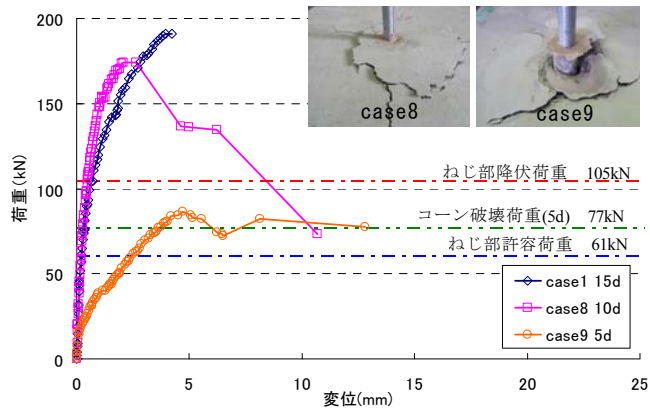 荷重(kN)
200
150
100
50
0
case8
case9
ねじ部降伏荷重 105kN
コーン破壊荷重(5d) 77kN
ねじ部許容荷重 61kN
case1 15d
case8 10d
case9 5d
0 5 10 15 20 25
変位(mm)